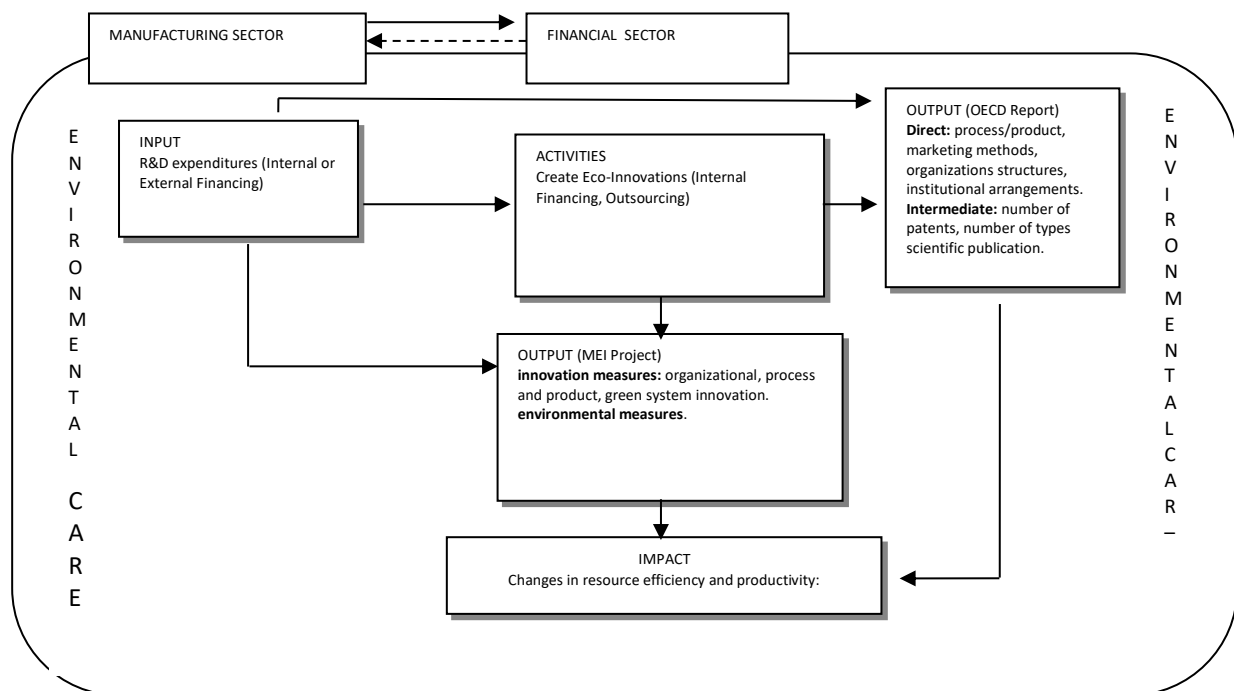 MANUFACTURING SECTOR
FINANCIAL  SECTOR
INPUT
R&D expenditures (Internal or
External Financing)
ACTIVITIES
Create Eco-Innovations (Internal
Financing, Outsourcing)
OUTPUT (OECD Report)
Direct: process/product,
marketing methods,
organizations structures,
institutional arrangements.
Intermediate: number of
patents, number of types
scientific publication.
OUTPUT (MEI Project)
innovation measures: organizational, process
and product, green system innovation.
environmental measures.
IMPACT
Changes in resource efficiency and productivity:
ENVIRONMENTAL CARE
ENVIRONMENTALCAR–